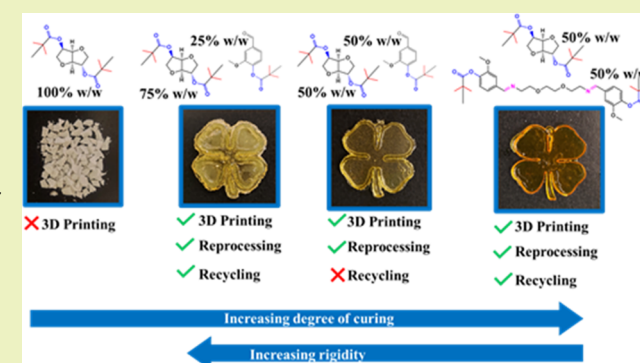 25% w/w
50% w/w
50% w/w
100% w/w
75% w/w
50% w/w
50% w/w
3D Printing
3D Printing
Reprocessing
Recycling
3D Printing
Reprocessing
Recycling
3D Printing
Reprocessing
Recycling
Increasing degree of curing
Increasing rigidity